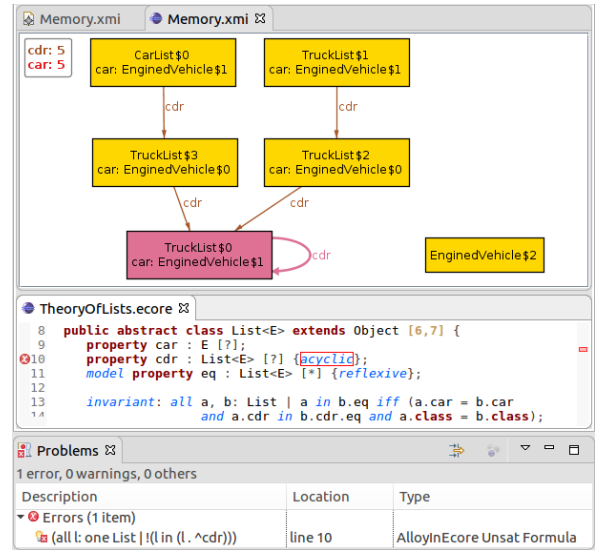 Memory.xmi Memory.xmi
cdr: 5
car: 5
CarList$0
car: EnginedVehicle$1
TruckList$1
car: EnginedVehicle$1
cdr cdr
TruckList$3
car: EnginedVehicle$0
TruckList$2
car: EnginedVehicle$0
cdr cdr
TruckList$0
car: EnginedVehicle$1
cdr
EnginedVehicle$2
TheoryOfLists.ecore
8 public abstract class List<E> extends Object [6,7] {
9 property car : E [?];
10 property cdr : List<E> [?] {acyclic};
11 model property eq : List<E> [*] {reflexive};
12
13 invariant: all a, b: List | a in b.eq iff (a.car = b.car
14 and a.cdr in b.cdr.eq and a.class = b.class);
Problems
1 error, 0 warnings, 0 others
Description Location Type
Errors (1 item)
(all l: one List | !(l in (l . ^cdr))) line 10 AlloyInEcore Unsat Formula